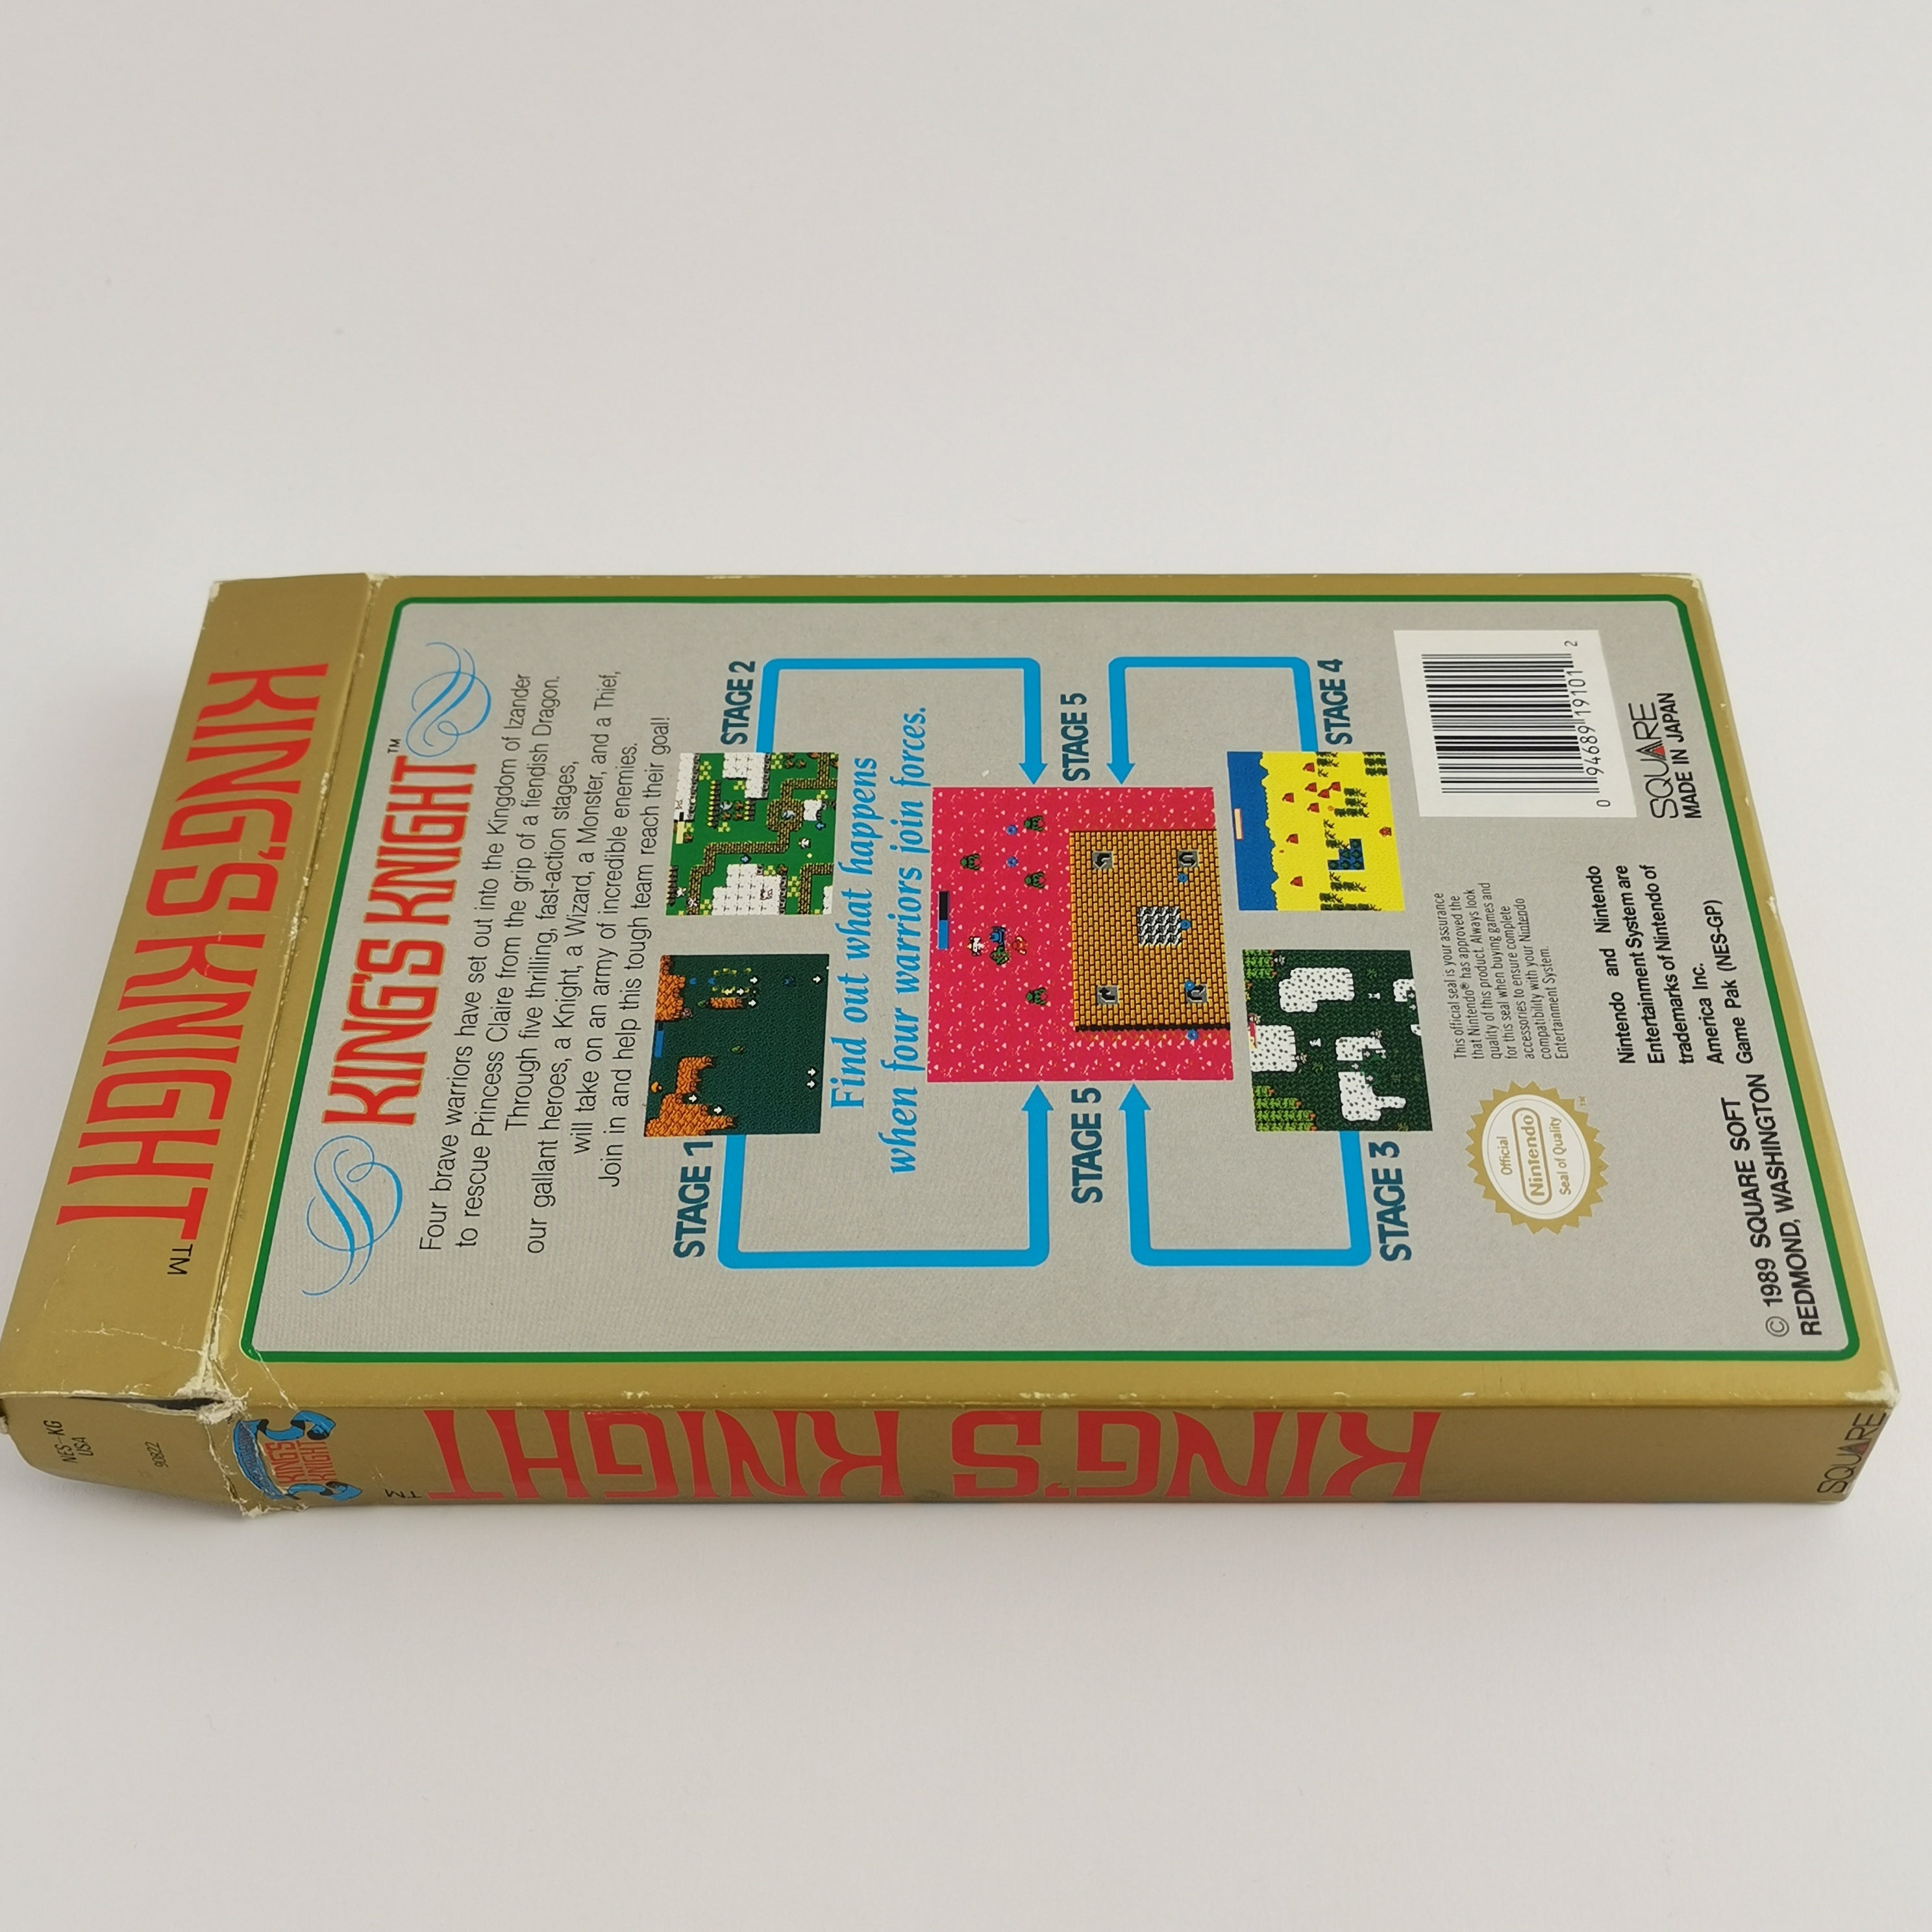 KING'S KNIGHT™
KING'S KNIGHT™
Four brave warriors have set out into the Kingdom of Izander
to rescue Princess Claire from the grip of a fiendish Dragon.
Through five thrilling, fast-action stages,
our gallant heroes, a Knight, a Wizard, a Monster, and a Thief,
will take on an army of incredible enemies.
Join in and help this tough team reach their goal!
STAGE 1
STAGE 2
Find out what happens
when four warriors join forces.
STAGE 5
STAGE 5
STAGE 3
STAGE 4
This official seal is your assurance
that Nintendo® has approved the
quality of this product. Always look
for this seal when buying games and
accessories to ensure complete
compatibility with your Nintendo
Entertainment System.
Official
Nintendo
Seal of Quality
TM
0 94689 19101 2
Nintendo and Nintendo
Entertainment System are
trademarks of Nintendo of
America Inc.
Game Pak (NES-GP)
SQUARE
MADE IN JAPAN
© 1989 SQUARE SOFT
REDMOND, WASHINGTON
NES-KG
USA
90822
KING'S
KNIGHT
KING'S KNIGHT™
SQUARE